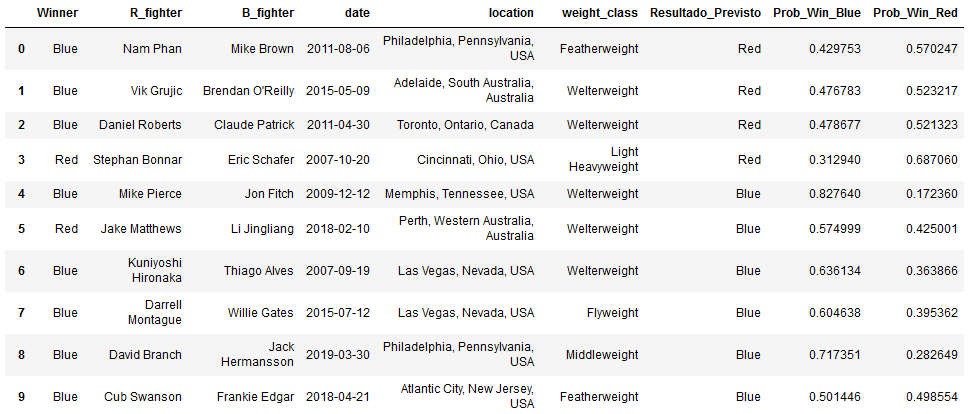 Winner R_fighter B_fighter date location weight_class Resultado_Previsto Prob_Win_Blue Prob_Win_Red
0 Blue Nam Phan Mike Brown 2011-08-06 Philadelphia, Pennsylvania, USA Featherweight Red 0.429753 0.570247
1 Blue Vik Grujic Brendan O'Reilly 2015-05-09 Adelaide, South Australia, Australia Welterweight Red 0.476783 0.523217
2 Blue Daniel Roberts Claude Patrick 2011-04-30 Toronto, Ontario, Canada Welterweight Red 0.478677 0.521323
3 Red Stephan Bonnar Eric Schafer 2007-10-20 Cincinnati, Ohio, USA Light Heavyweight Red 0.312940 0.687060
4 Blue Mike Pierce Jon Fitch 2009-12-12 Memphis, Tennessee, USA Welterweight Blue 0.827640 0.172360
5 Red Jake Matthews Li Jingliang 2018-02-10 Perth, Western Australia, Australia Welterweight Blue 0.574999 0.425001
6 Blue Kuniyoshi Hironaka Thiago Alves 2007-09-19 Las Vegas, Nevada, USA Welterweight Blue 0.636134 0.363866
7 Blue Darrell Montague Willie Gates 2015-07-12 Las Vegas, Nevada, USA Flyweight Blue 0.604638 0.395362
8 Blue David Branch Jack Hermansson 2019-03-30 Philadelphia, Pennsylvania, USA Middleweight Blue 0.717351 0.282649
9 Blue Cub Swanson Frankie Edgar 2018-04-21 Atlantic City, New Jersey, USA Featherweight Blue 0.501446 0.498554